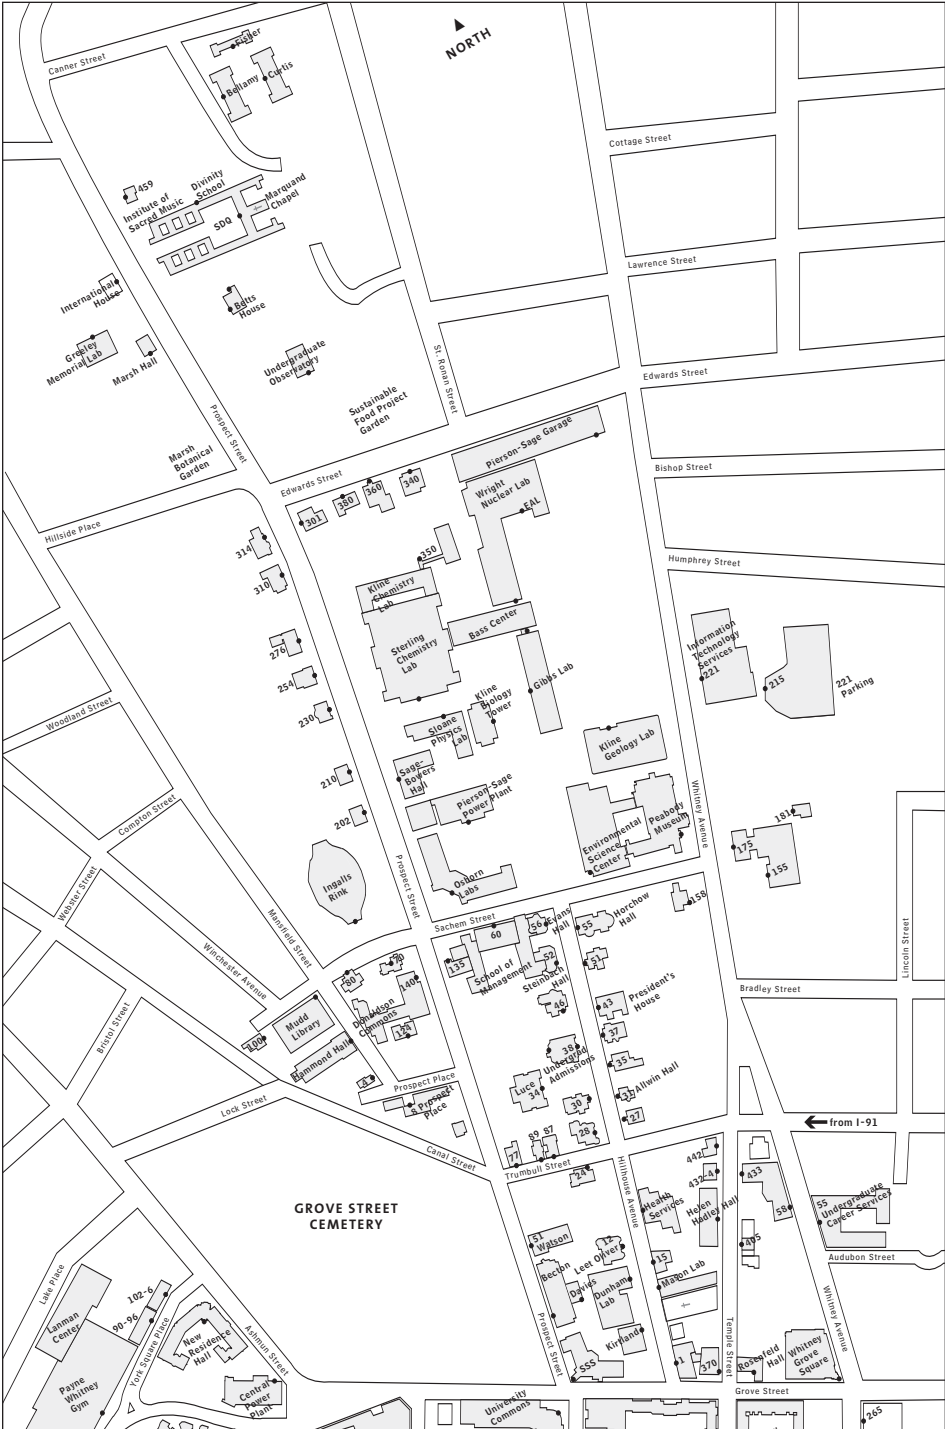 Canner Street
Fisher
Bellamy
Curtis
NORTH
Cottage Street
459
Institute of
Sacred Music
Divinity
School
SDQ
Marquand
Chapel
Lawrence Street
International
House
Betts
House
Greeley
Memorial Lab
Marsh Hall
Undergraduate
Observatory
St. Ronan Street
Edwards Street
Sustainable
Food Project
Garden
Prospect Street
Marsh
Botanical
Garden
Pierson-Sage Garage
Bishop Street
Edwards Street
301
380
360
340
Wright
Nuclear Lab
EAL
Hillside Place
314
310
350
Kline
Chemistry
Lab
Humphrey Street
276
254
230
Sterling
Chemistry
Lab
Bass Center
Gibbs Lab
Information
Technology
Services
221
215
221
Parking
Woodland Street
Kline
Biology
Tower
Sloane
Physics
Lab
Kline
Geology Lab
210
202
Sage-
Bowers
Hall
Pierson-Sage
Power Plant
Whitney Avenue
Compton Street
Environmental
Science
Center
Peabody
Museum
181
175
155
Ingalls
Rink
Prospect Street
Osborn
Labs
Webster Street
Mansfield Street
Winchester Avenue
Sachem Street
60
56
Evans
Hall
55
Horchow
Hall
158
Lincoln Street
135
School of
Management
52
Steinbach
Hall
51
80
70
140
Donaldson
Commons
124
46
43
President's
House
37
Bradley Street
Bristol Street
Mudd
Library
100
Hammond Hall
4
38
Undergrad
Admissions
35
Luce
34
30
31
Allwin Hall
27
Prospect Place
8 Prospect
Place
Lock Street
from I-91
Canal Street
77
89
87
28
Trumbull Street
24
Hillhouse Avenue
442
432-4
433
58
GROVE STREET
CEMETERY
Health
Services
Helen
Hadley Hall
55
Undergraduate
Career Services
405
Audubon Street
51
Watson
12
Leet Oliver
15
Mason Lab
Lake Place
102-6
90-96
Becton
Davies
Dunham
Lab
Lanman
Center
York Square Place
New
Residence
Hall
Ashmun Street
Prospect Street
Kirtland
SSS
1
370
Temple Street
Rosenfeld
Hall
Whitney
Grove
Square
Whitney Avenue
Payne
Whitney
Gym
Central
Power
Plant
Grove Street
University
Commons
265